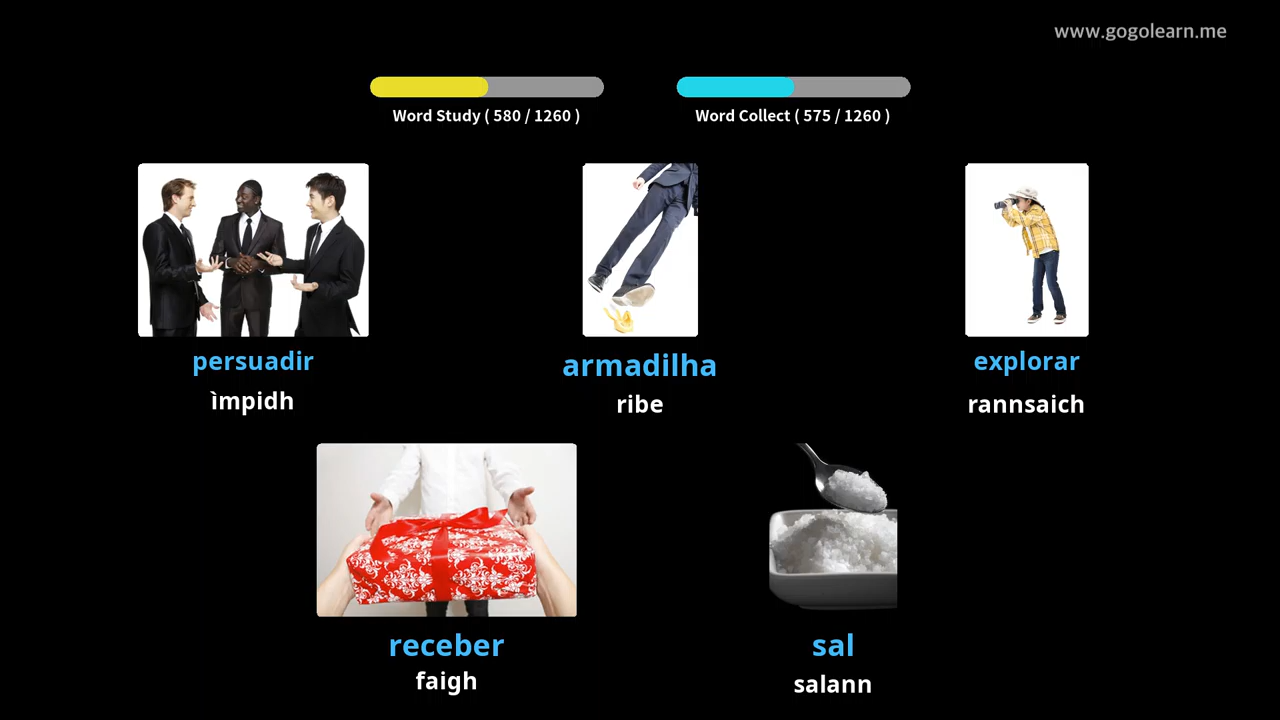 www.gogolearn.me
Word Study ( 580 / 1260 )
Word Collect ( 575 / 1260 )
persuadir
ìmpidh
armadilha
ribe
explorar
rannsaich
receber
faigh
sal
salann